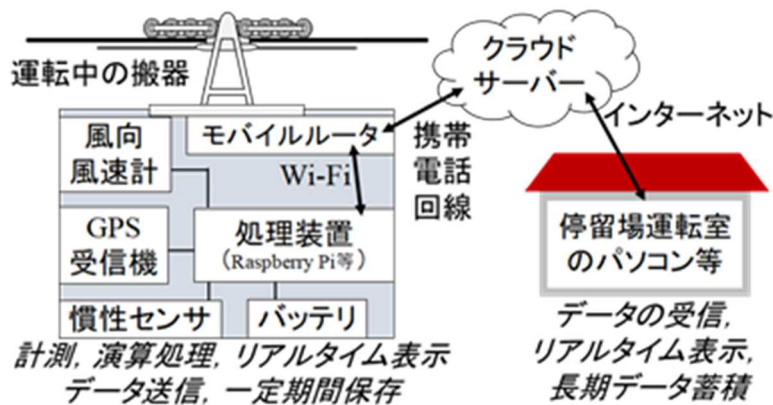 運転中の搬器
クラウド
サーバー
インターネット
風向
風速計
モバイルルータ
携帯
電話
回線
Wi-Fi
GPS
受信機
処理装置
(Raspberry Pi等)
慣性センサ
バッテリ
計測, 演算処理, リアルタイム表示
データ送信, 一定期間保存
停留場運転室
のパソコン等
データの受信,
リアルタイム表示,
長期データ蓄積